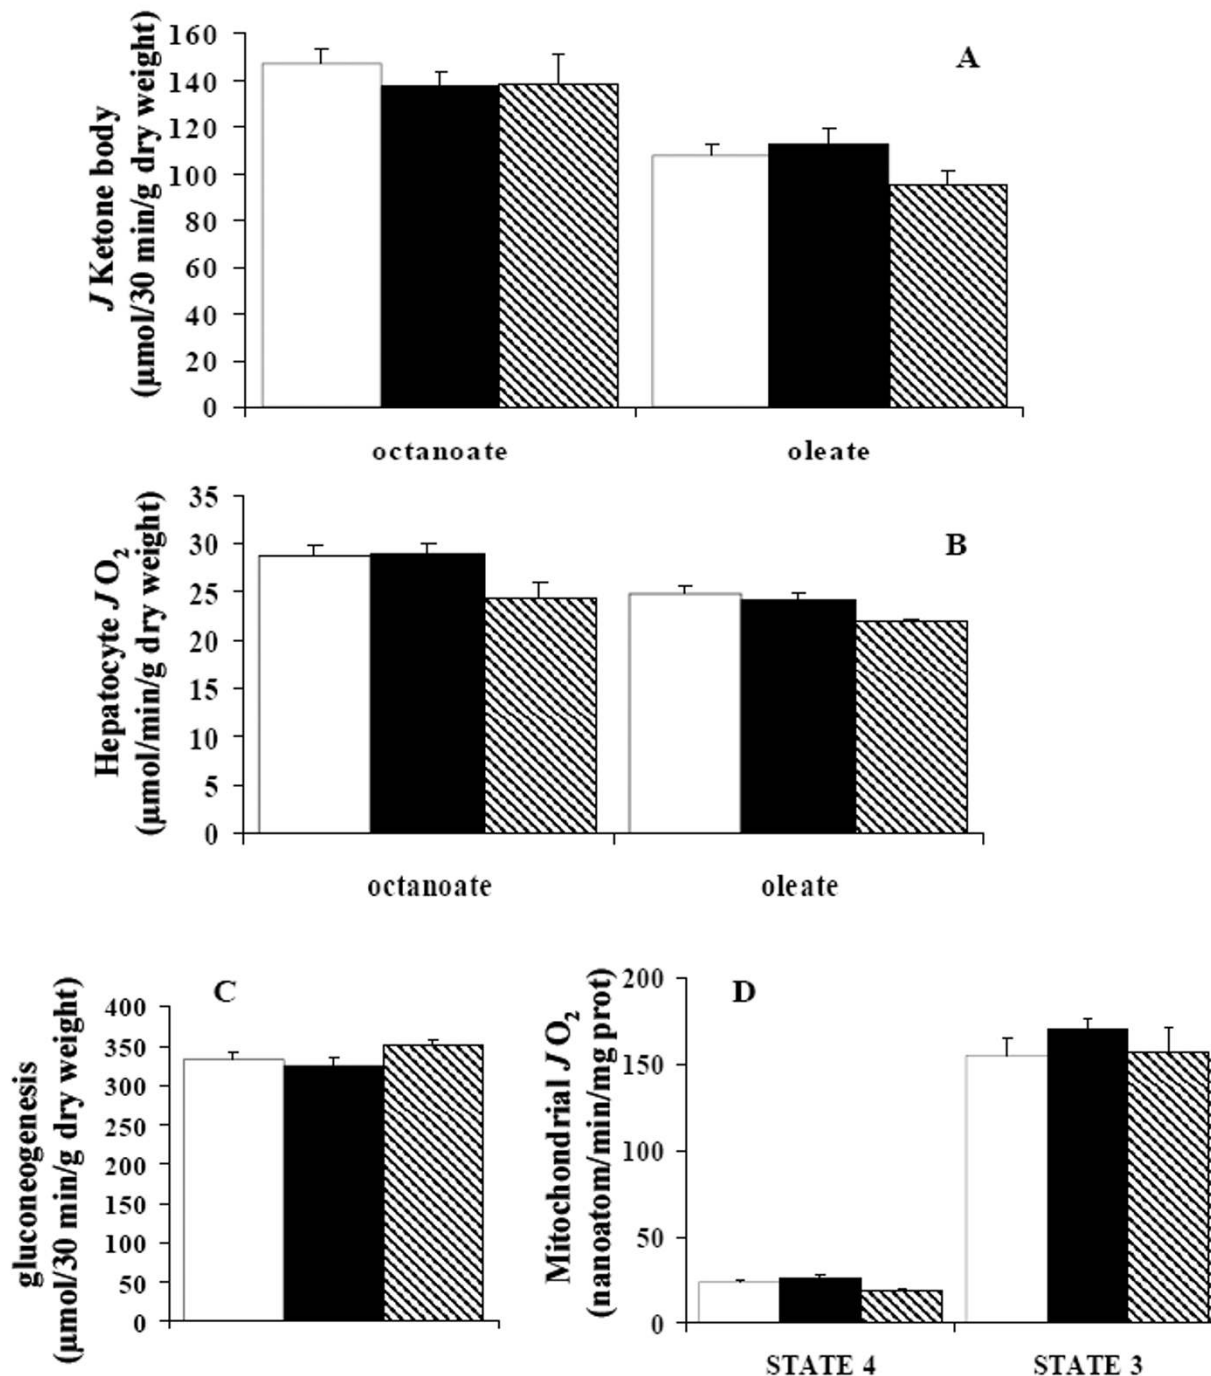 A
J Ketone body
(µmol/30 min/g dry weight)
160
140
120
100
80
60
40
20
0
octanoate
oleate
B
Hepatocyte J O2
(µmol/min/g dry weight)
35
30
25
20
15
10
5
0
octanoate
oleate
C
gluconeogenesis
(µmol/30 min/g dry weight)
400
350
300
250
200
150
100
50
0
D
Mitochondrial J O2
(nanoatom/min/mg prot)
200
150
100
50
0
STATE 4
STATE 3